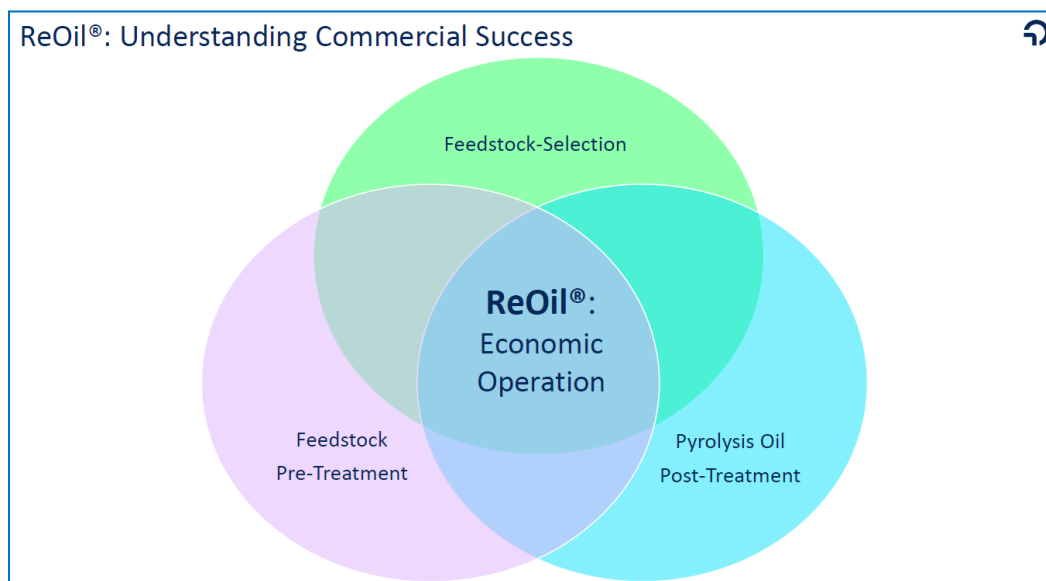 ReOil®: Understanding Commercial Success
Feedstock-Selection
ReOil®:
Economic
Operation
Feedstock
Pre-Treatment
Pyrolysis Oil
Post-Treatment